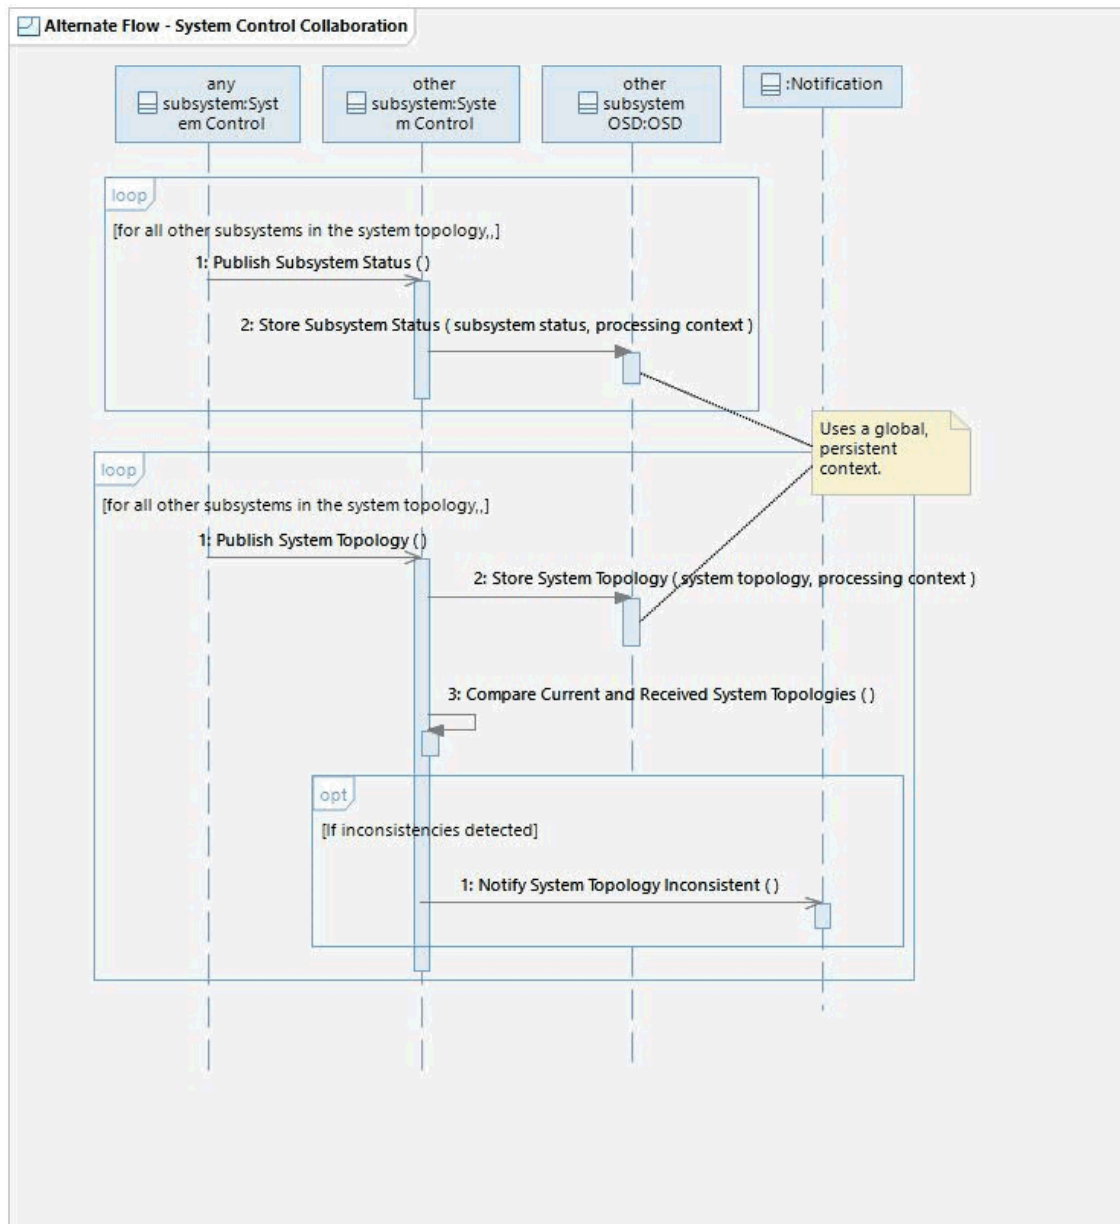 Alternate Flow - System Control Collaboration
any
subsystem:Syst
em Control
other
subsystem:Syste
m Control
other
subsystem
OSD:OSD
:Notification
loop
[for all other subsystems in the system topology,,]
1: Publish Subsystem Status ( )
2: Store Subsystem Status ( subsystem status, processing context )
Uses a global,
persistent
context.
loop
[for all other subsystems in the system topology,,]
1: Publish System Topology ( )
2: Store System Topology ( system topology, processing context )
3: Compare Current and Received System Topologies ( )
opt
[If inconsistencies detected]
1: Notify System Topology Inconsistent ( )